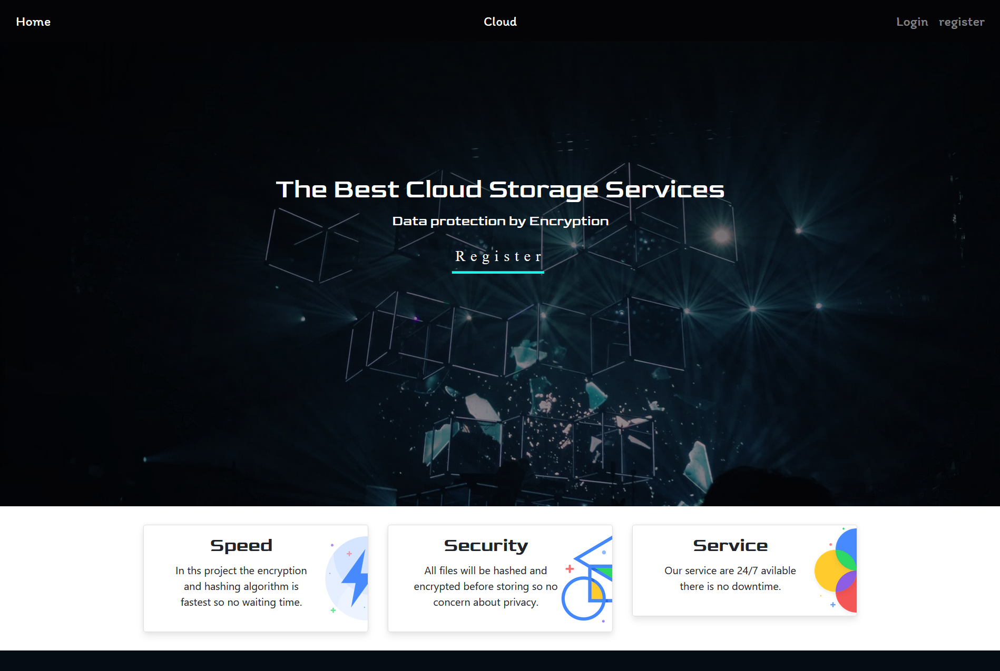 Home
Cloud
Login register
The Best Cloud Storage Services
Data protection by Encryption
Register
Speed
In ths project the encryption
and hashing algorithm is
fastest so no waiting time.
Security
All files will be hashed and
encrypted before storing so no
concern about privacy.
Service
Our service are 24/7 avilable
there is no downtime.